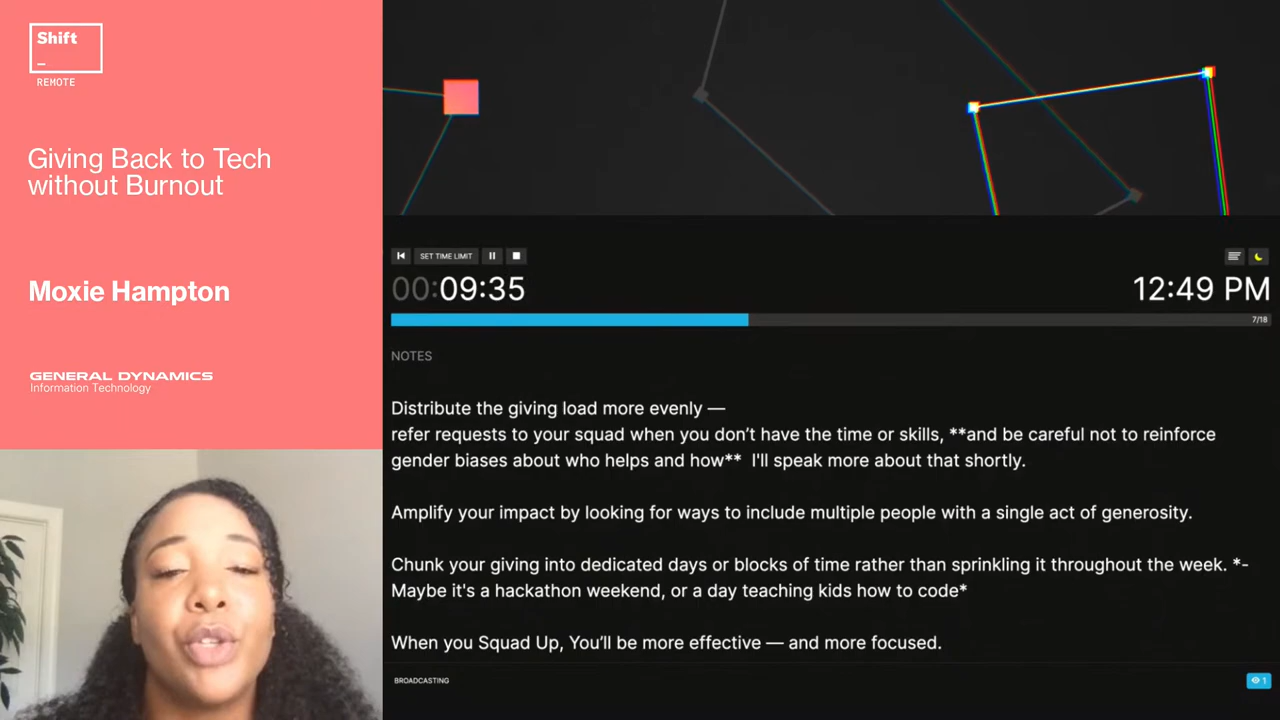 Shift
_
REMOTE
Giving Back to Tech
without Burnout
Moxie Hampton
GENERAL DYNAMICS
Information Technology
SET TIME LIMIT
00:09:35
12:49 PM
7/18
NOTES
Distribute the giving load more evenly —
refer requests to your squad when you don’t have the time or skills, **and be careful not to reinforce
gender biases about who helps and how**  I'll speak more about that shortly.
Amplify your impact by looking for ways to include multiple people with a single act of generosity.
Chunk your giving into dedicated days or blocks of time rather than sprinkling it throughout the week. *-
Maybe it's a hackathon weekend, or a day teaching kids how to code*
When you Squad Up, You’ll be more effective — and more focused.
BROADCASTING
1